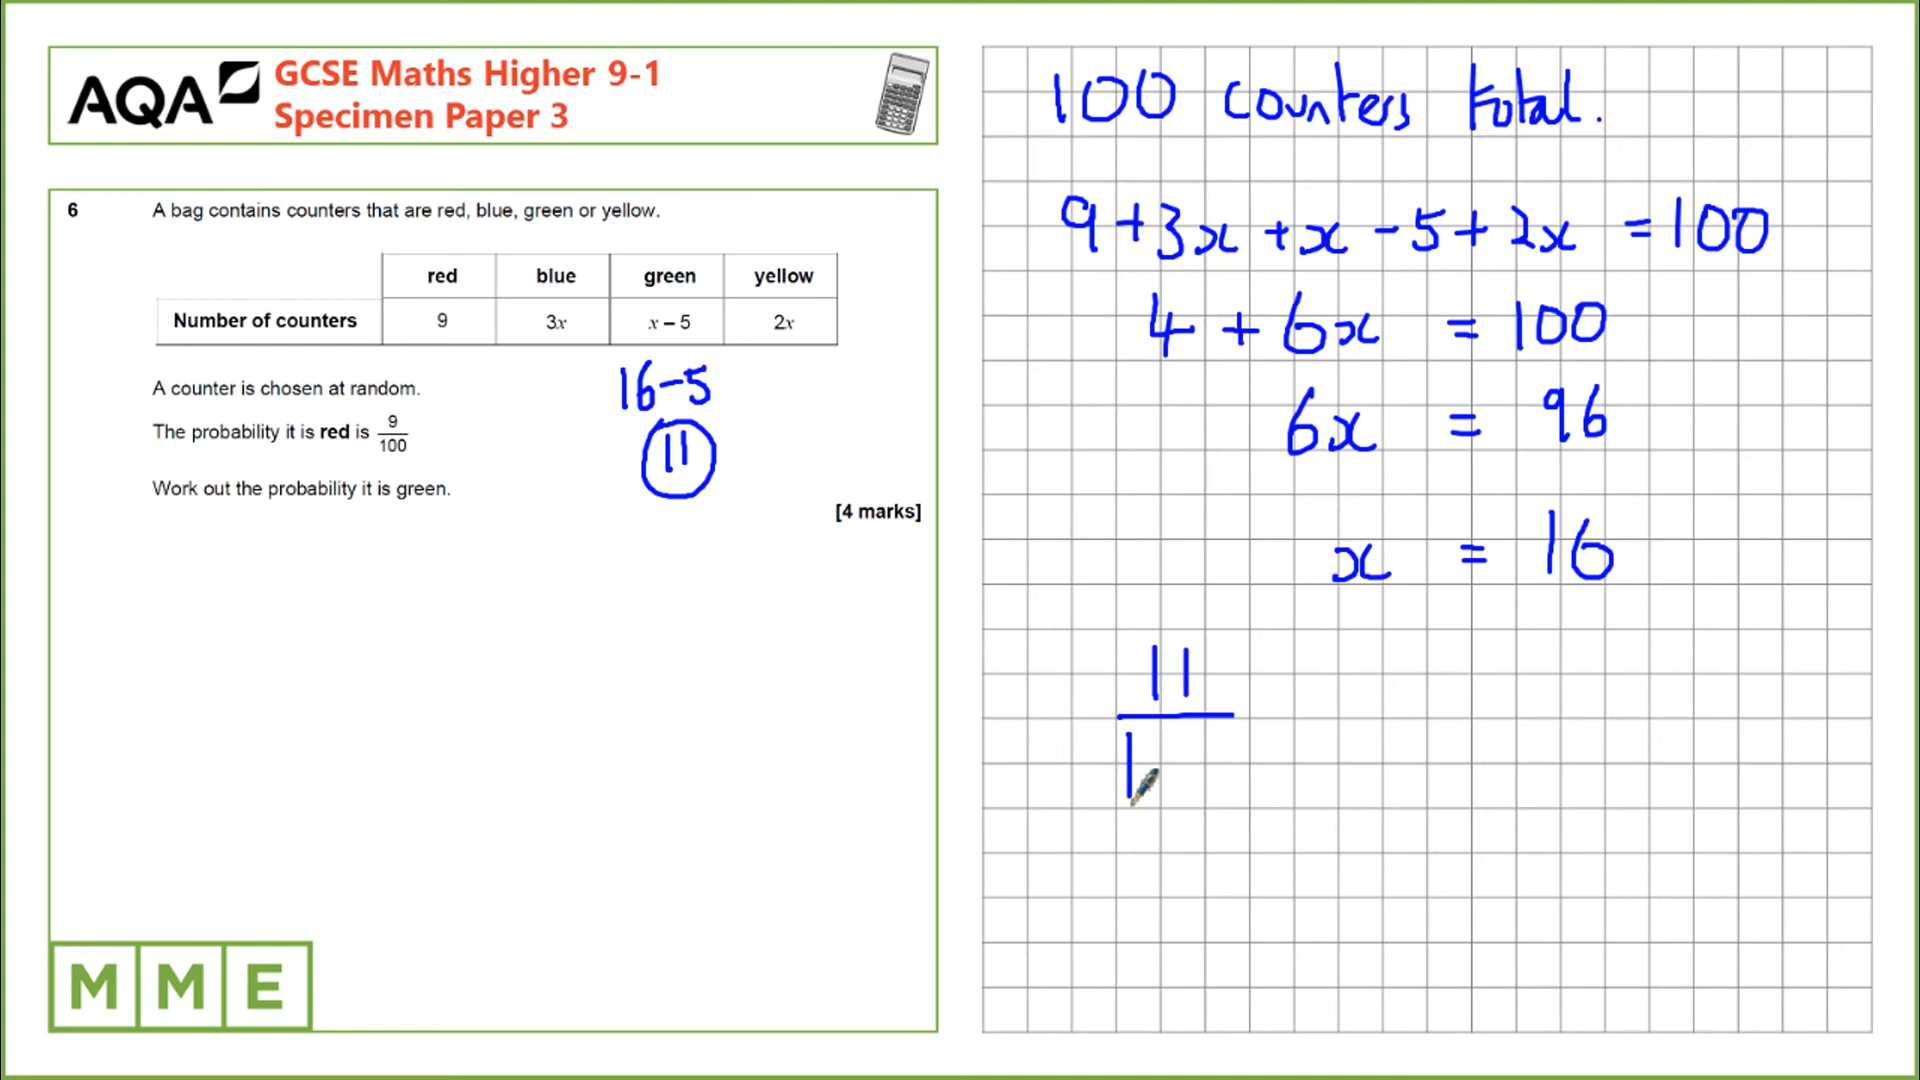 AQA
GCSE Maths Higher 9-1
Specimen Paper 3
6 A bag contains counters that are red, blue, green or yellow.
red blue green yellow
Number of counters 9 3x x – 5 2x
16-5
11
A counter is chosen at random.
The probability it is red is 9/100
Work out the probability it is green.
[4 marks]
MME
100 counters total.
9+3x+x-5+2x = 100
4 + 6x = 100
6x = 96
x = 16
11
1